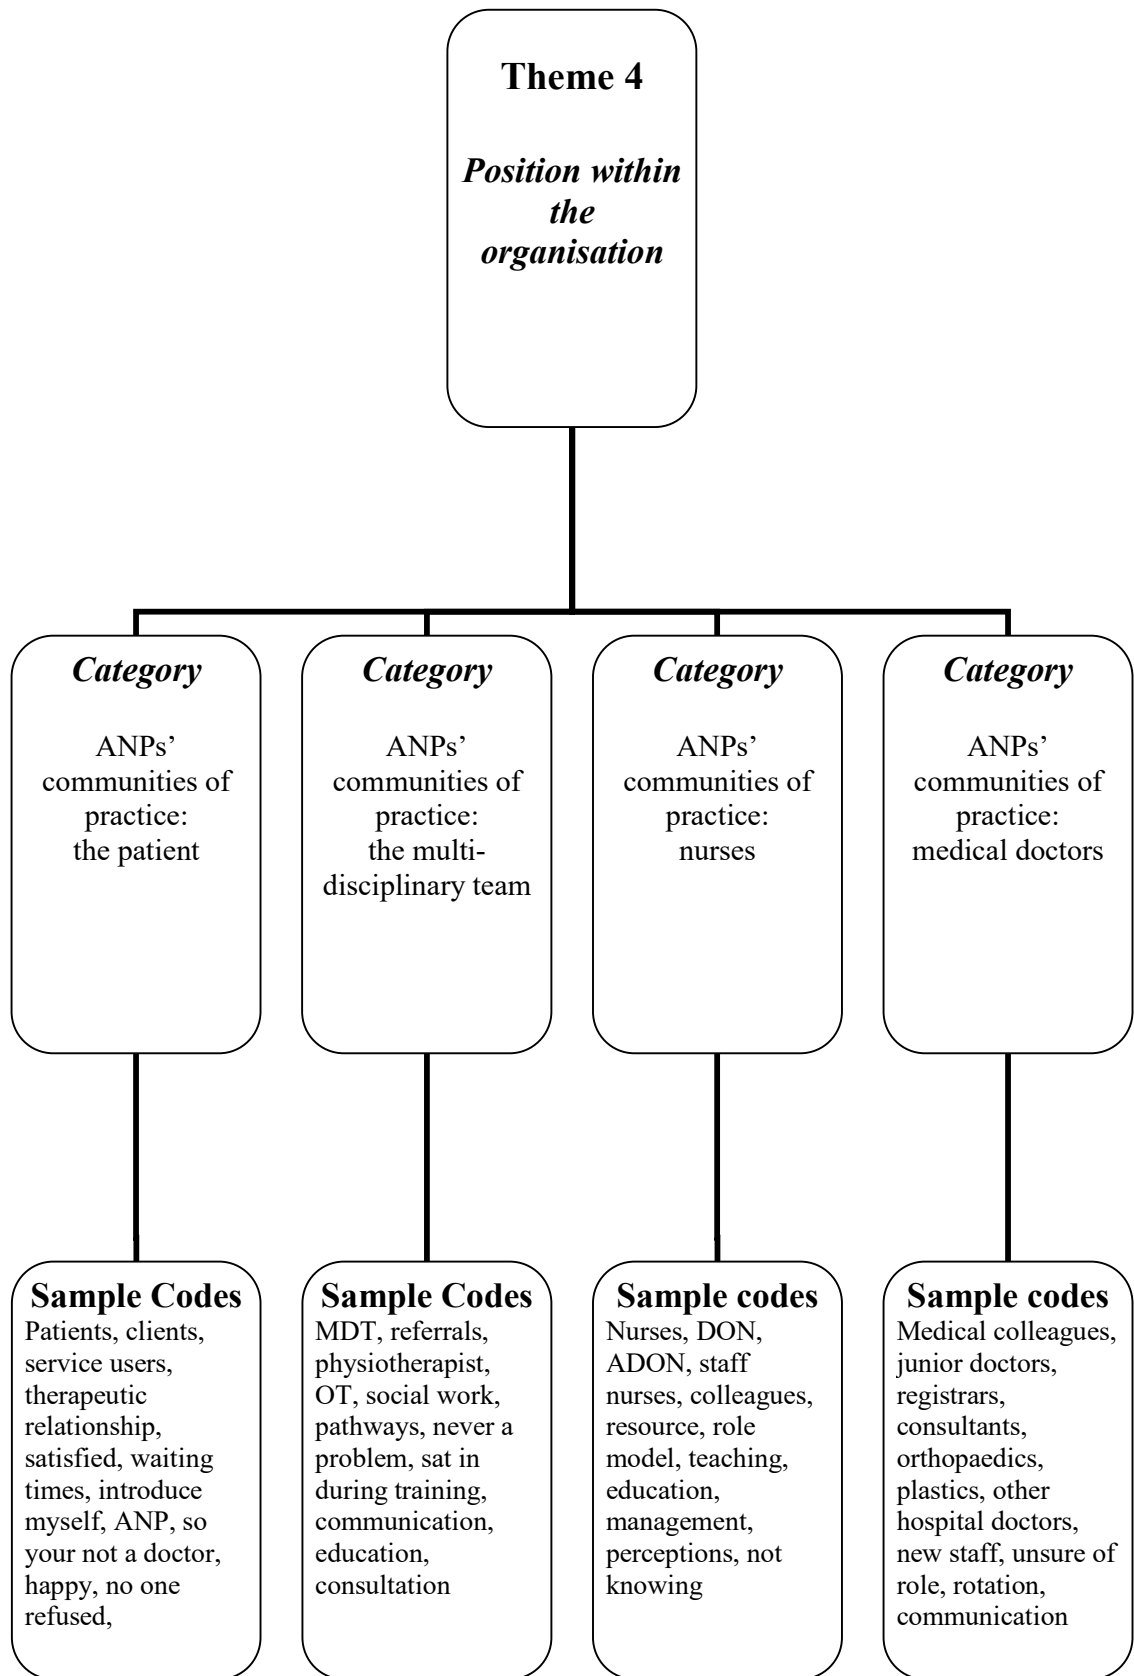 Theme 4
Position within
the
organisation
Category
ANPs’
communities of
practice:
the patient
Category
ANPs’
communities of
practice:
the multi-
disciplinary team
Category
ANPs’
communities of
practice:
nurses
Category
ANPs’
communities of
practice:
medical doctors
Sample Codes
Patients, clients,
service users,
therapeutic
relationship,
satisfied, waiting
times, introduce
myself, ANP, so
your not a doctor,
happy, no one
refused,
Sample Codes
MDT, referrals,
physiotherapist,
OT, social work,
pathways, never a
problem, sat in
during training,
communication,
education,
consultation
Sample codes
Nurses, DON,
ADON, staff
nurses, colleagues,
resource, role
model, teaching,
education,
management,
perceptions, not
knowing
Sample codes
Medical colleagues,
junior doctors,
registrars,
consultants,
orthopaedics,
plastics, other
hospital doctors,
new staff, unsure of
role, rotation,
communication